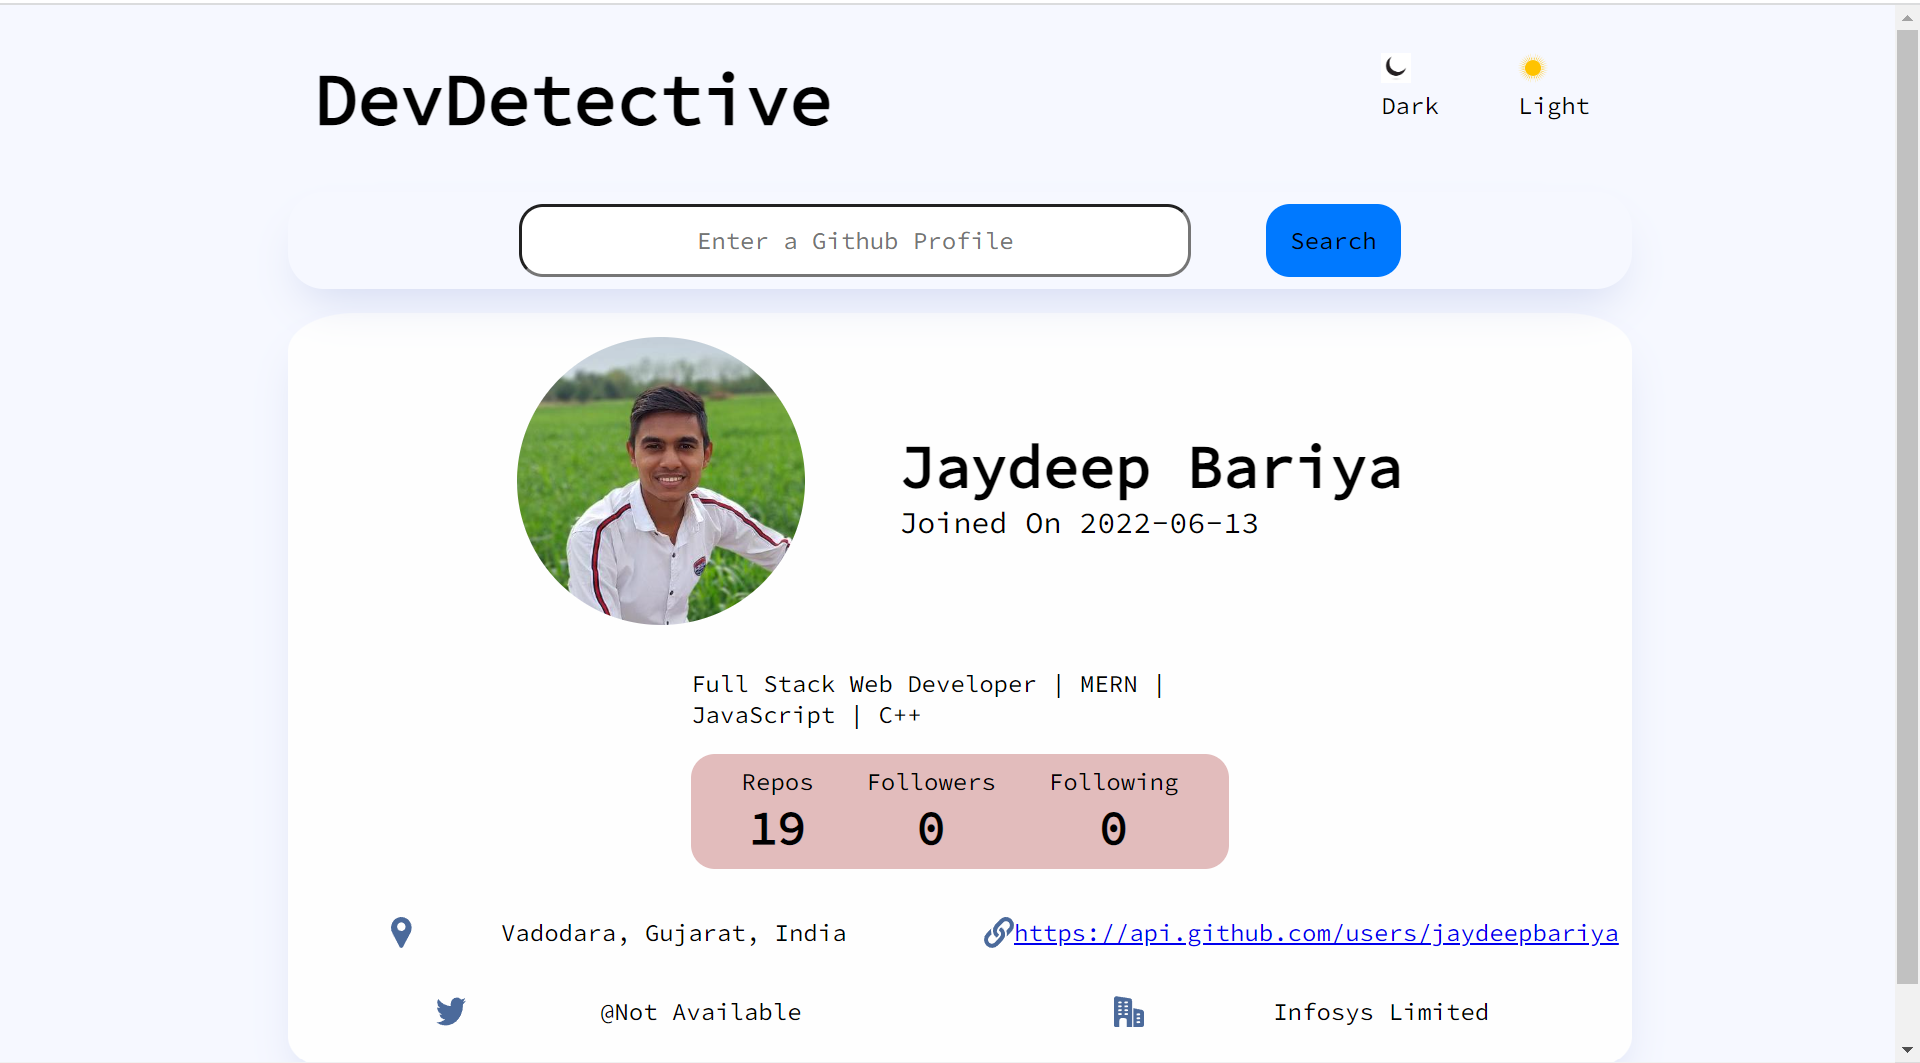 DevDetective
Dark
Light
Enter a Github Profile
Search
Jaydeep Bariya
Joined On 2022-06-13
Full Stack Web Developer | MERN |
JavaScript | C++
Repos Followers Following
19 0 0
Vadodara, Gujarat, India
https://api.github.com/users/jaydeepbariya
@Not Available
Infosys Limited